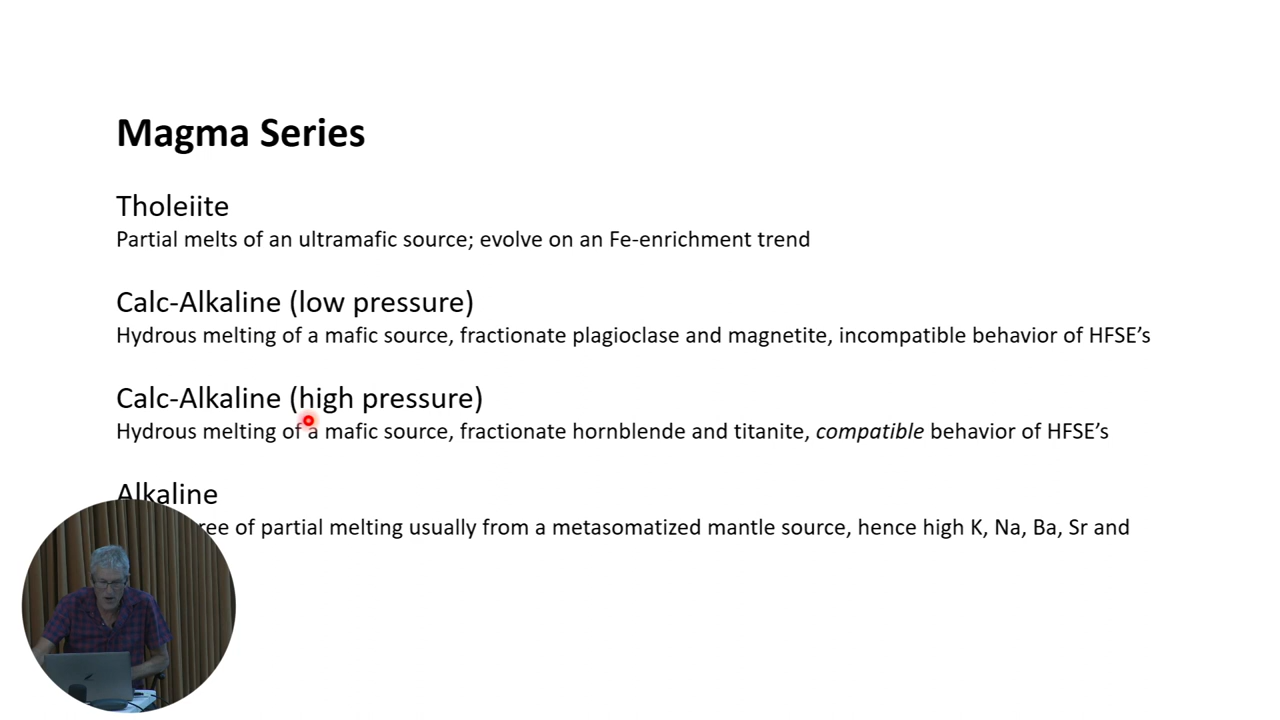 Magma Series
Tholeiite
Partial melts of an ultramafic source; evolve on an Fe-enrichment trend
Calc-Alkaline (low pressure)
Hydrous melting of a mafic source, fractionate plagioclase and magnetite, incompatible behavior of HFSE’s
Calc-Alkaline (high pressure)
Hydrous melting of a mafic source, fractionate hornblende and titanite, compatible behavior of HFSE’s
Alkaline
of partial melting usually from a metasomatized mantle source, hence high K, Na, Ba, Sr and